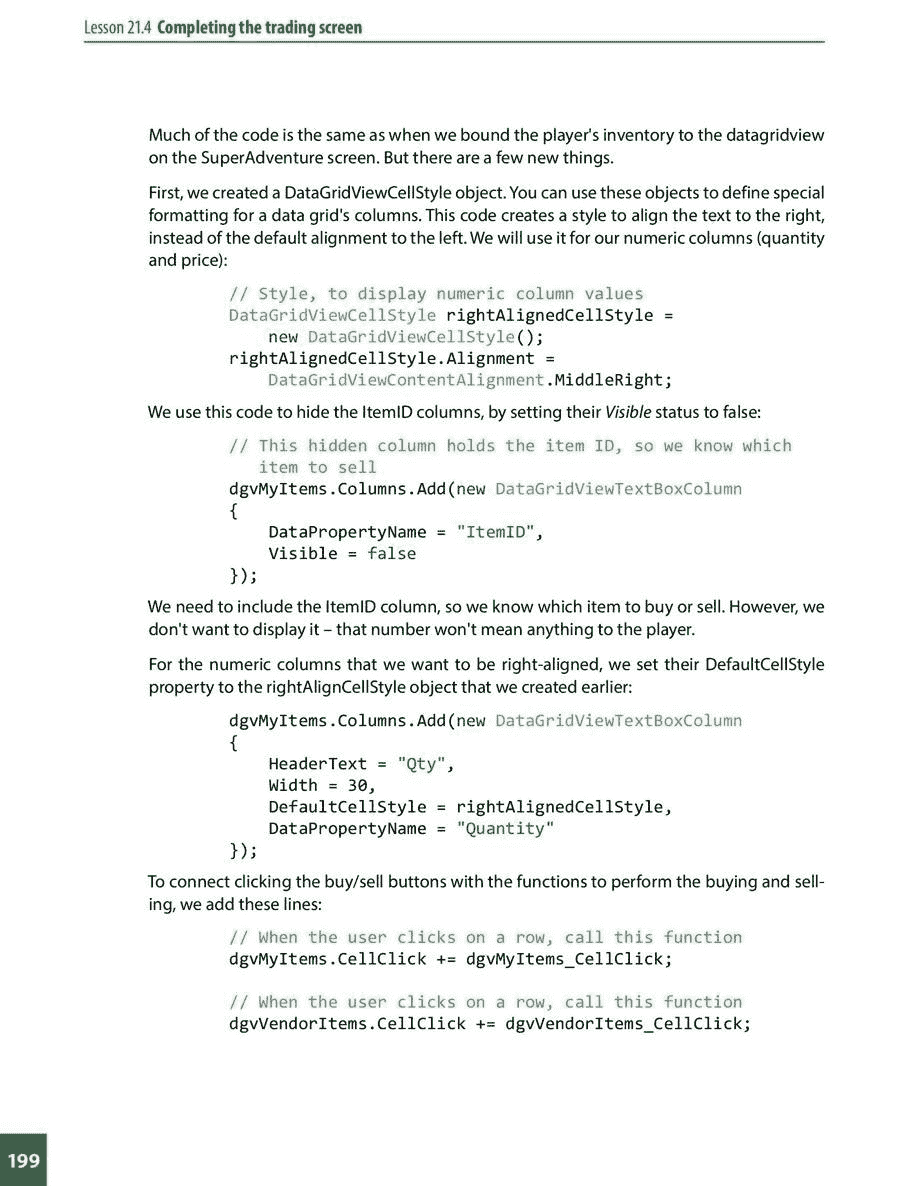 Lesson 21.4 Completing the trading screen
Much of the code is the same as when we bound the player's inventory to the datagridview
on the SuperAdventure screen. But there are a few new things.
First, we created a DataGridViewCellStyle object. You can use these objects to define special
formatting for a data grid's columns. This code creates a style to align the text to the right,
instead of the default alignment to the left. We will use it for our numeric columns (quantity
and price):
// Style, to display numeric column values
DataGridViewCellStyle rightAlignedCellStyle =
    new DataGridViewCellStyle();
rightAlignedCellStyle.Alignment =
    DataGridViewContentAlignment.MiddleRight;
We use this code to hide the ItemID columns, by setting their Visible status to false:
// This hidden column holds the item ID, so we know which
   item to sell
dgvMyItems.Columns.Add(new DataGridViewTextBoxColumn
{
    DataPropertyName = "ItemID",
    Visible = false
});
We need to include the ItemID column, so we know which item to buy or sell. However, we
don't want to display it – that number won't mean anything to the player.
For the numeric columns that we want to be right-aligned, we set their DefaultCellStyle
property to the rightAlignCellStyle object that we created earlier:
dgvMyItems.Columns.Add(new DataGridViewTextBoxColumn
{
    HeaderText = "Qty",
    Width = 30,
    DefaultCellStyle = rightAlignedCellStyle,
    DataPropertyName = "Quantity"
});
To connect clicking the buy/sell buttons with the functions to perform the buying and sell-
ing, we add these lines:
// When the user clicks on a row, call this function
dgvMyItems.CellClick += dgvMyItems_CellClick;
// When the user clicks on a row, call this function
dgvVendorItems.CellClick += dgvVendorItems_CellClick;
199